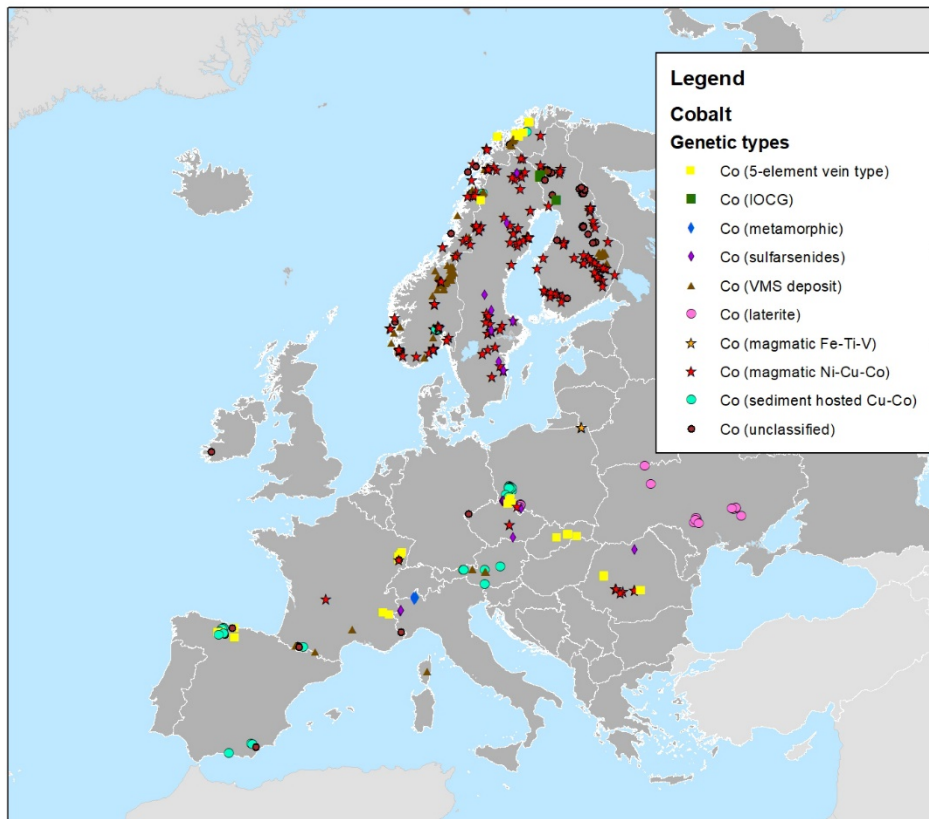 Legend
Cobalt
Genetic types
Co (5-element vein type)
Co (IOCG)
Co (metamorphic)
Co (sulfarsenides)
Co (VMS deposit)
Co (laterite)
Co (magmatic Fe-Ti-V)
Co (magmatic Ni-Cu-Co)
Co (sediment hosted Cu-Co)
Co (unclassified)